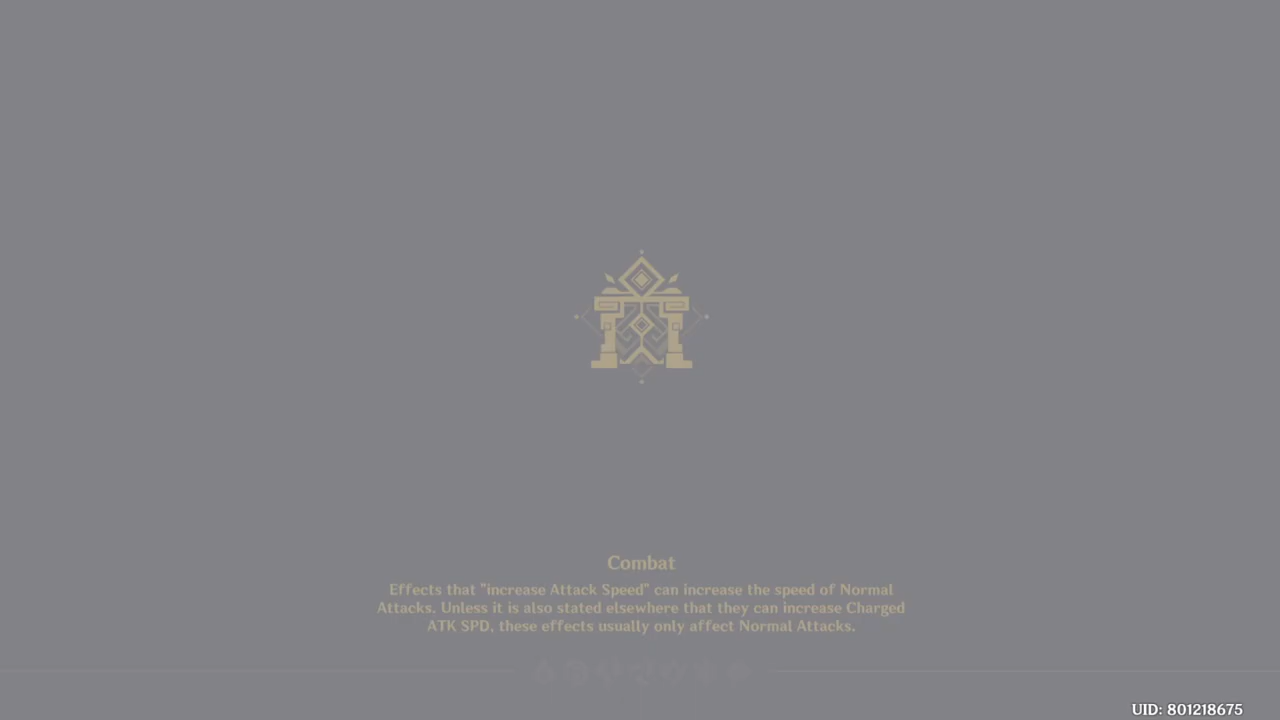 Combat
Effects that "increase Attack Speed" can increase the speed of Normal
Attacks. Unless it is also stated elsewhere that they can increase Charged
ATK SPD, these effects usually only affect Normal Attacks.
UID: 801218675